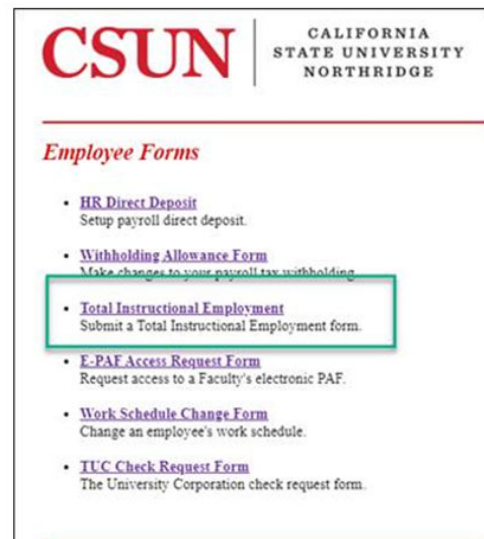 CSUN
CALIFORNIA
STATE UNIVERSITY
NORTHRIDGE
Employee Forms
HR Direct Deposit
Setup payroll direct deposit.
Withholding Allowance Form
Make changes to your payroll tax withholding.
Total Instructional Employment
Submit a Total Instructional Employment form.
E-PAF Access Request Form
Request access to a Faculty's electronic PAF.
Work Schedule Change Form
Change an employee's work schedule.
TUC Check Request Form
The University Corporation check request form.